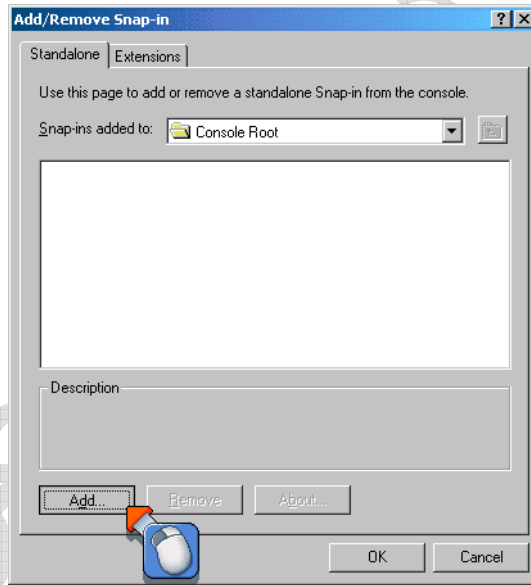 Add/Remove Snap-in
Standalone Extensions
Use this page to add or remove a standalone Snap-in from the console.
Snap-ins added to: Console Root
Description
Add... Remove About...
OK Cancel